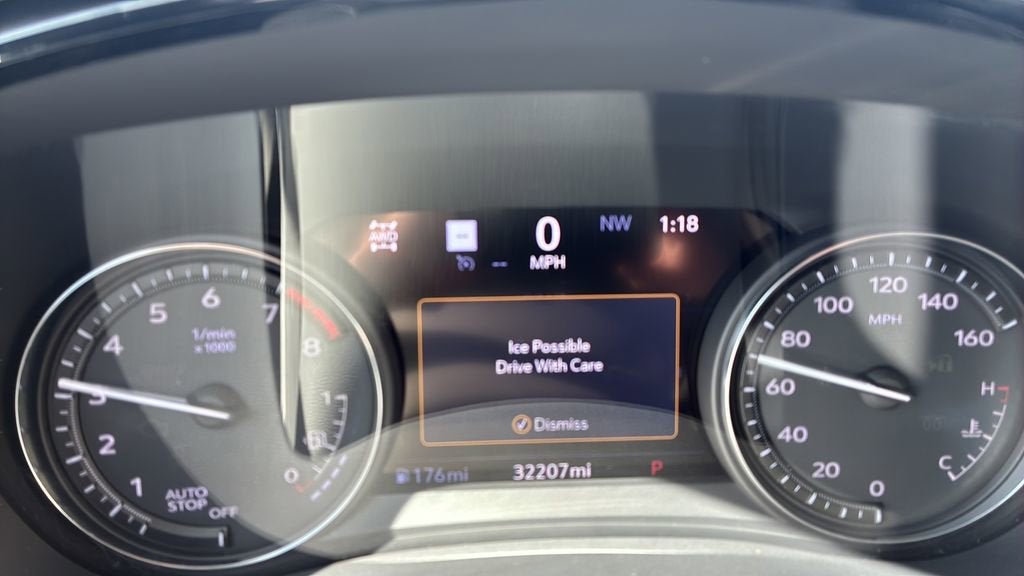 AWD
0
MPH
NW
1:18
--
Ice Possible
Drive With Care
Dismiss
176mi
32207mi
P
1
2
3
4
5
6
7
8
1/min
x1000
AUTO
STOP
OFF
1
0
0
20
40
60
80
100
120
140
160
MPH
H
C